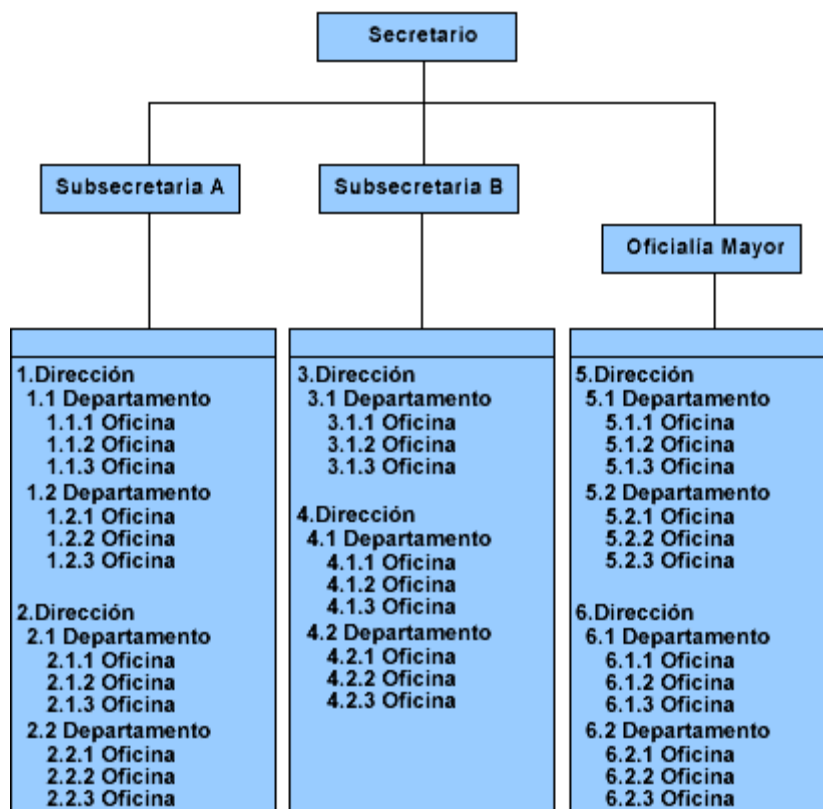 Secretario
Subsecretaria A
Subsecretaria B
Oficialía Mayor
1.Dirección
1.1 Departamento
1.1.1 Oficina
1.1.2 Oficina
1.1.3 Oficina
1.2 Departamento
1.2.1 Oficina
1.2.2 Oficina
1.2.3 Oficina
2.Dirección
2.1 Departamento
2.1.1 Oficina
2.1.2 Oficina
2.1.3 Oficina
2.2 Departamento
2.2.1 Oficina
2.2.2 Oficina
2.2.3 Oficina
3.Dirección
3.1 Departamento
3.1.1 Oficina
3.1.2 Oficina
3.1.3 Oficina
4.Dirección
4.1 Departamento
4.1.1 Oficina
4.1.2 Oficina
4.1.3 Oficina
4.2 Departamento
4.2.1 Oficina
4.2.2 Oficina
4.2.3 Oficina
5.Dirección
5.1 Departamento
5.1.1 Oficina
5.1.2 Oficina
5.1.3 Oficina
5.2 Departamento
5.2.1 Oficina
5.2.2 Oficina
5.2.3 Oficina
6.Dirección
6.1 Departamento
6.1.1 Oficina
6.1.2 Oficina
6.1.3 Oficina
6.2 Departamento
6.2.1 Oficina
6.2.2 Oficina
6.2.3 Oficina